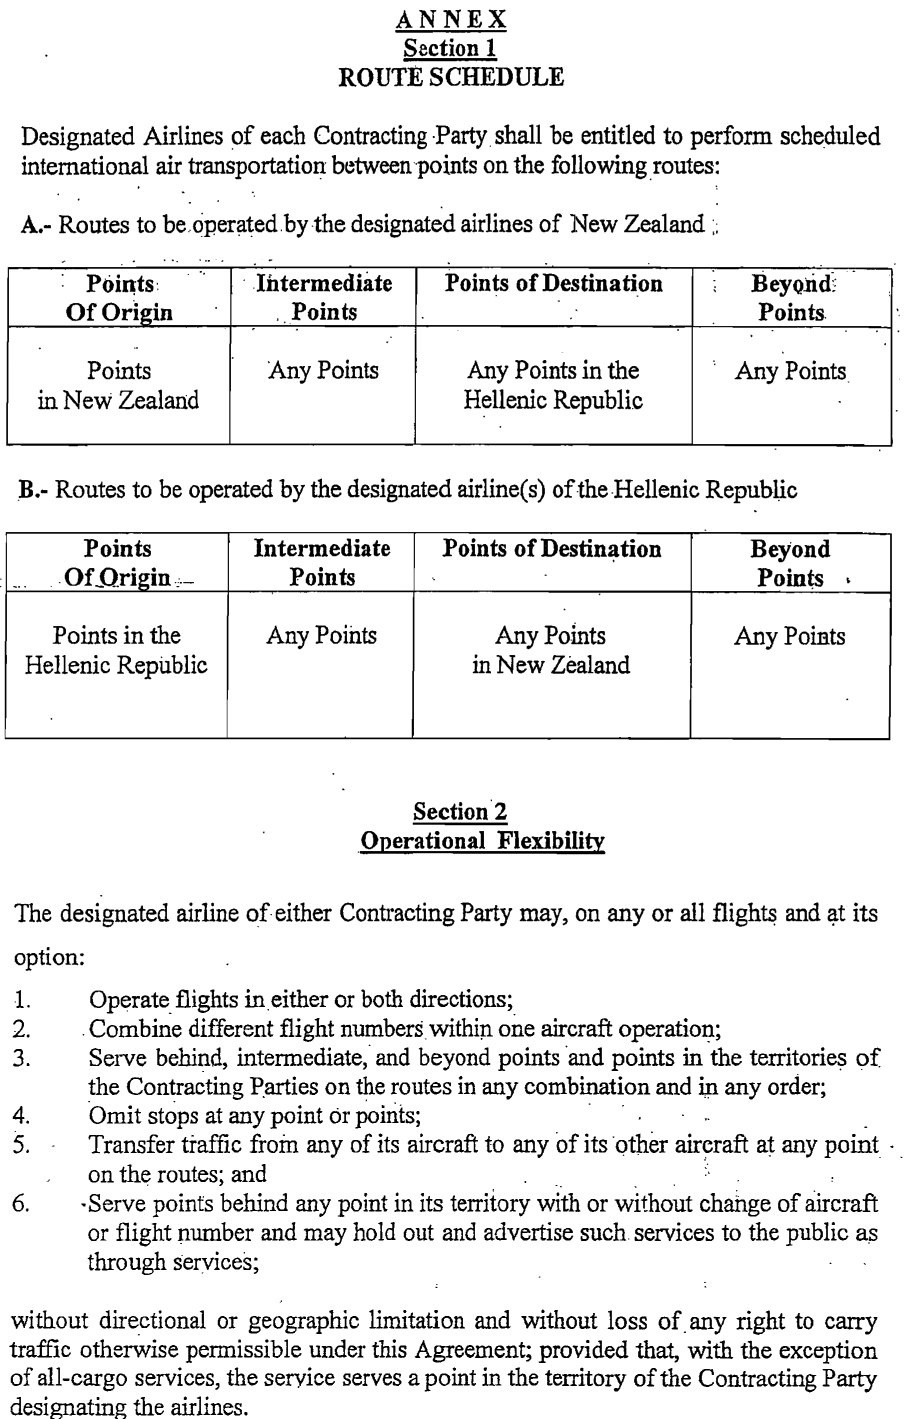 ANNEX
Section 1
ROUTE SCHEDULE
Designated Airlines of each Contracting Party shall be entitled to perform scheduled
international air transportation between points on the following routes:
A.- Routes to be operated by the designated airlines of New Zealand
Points Of Origin | Intermediate Points | Points of Destination | Beyond Points
Points in New Zealand | Any Points | Any Points in the Hellenic Republic | Any Points
B.- Routes to be operated by the designated airline(s) of the Hellenic Republic
Points Of Origin | Intermediate Points | Points of Destination | Beyond Points
Points in the Hellenic Republic | Any Points | Any Points in New Zealand | Any Points
Section 2
Operational Flexibility
The designated airline of either Contracting Party may, on any or all flights and at its
option:
1. Operate flights in either or both directions;
2. Combine different flight numbers within one aircraft operation;
3. Serve behind, intermediate, and beyond points and points in the territories of
the Contracting Parties on the routes in any combination and in any order;
4. Omit stops at any point or points;
5. Transfer traffic from any of its aircraft to any of its other aircraft at any point
on the routes; and
6. Serve points behind any point in its territory with or without change of aircraft
or flight number and may hold out and advertise such services to the public as
through services;
without directional or geographic limitation and without loss of any right to carry
traffic otherwise permissible under this Agreement; provided that, with the exception
of all-cargo services, the service serves a point in the territory of the Contracting Party
designating the airlines.